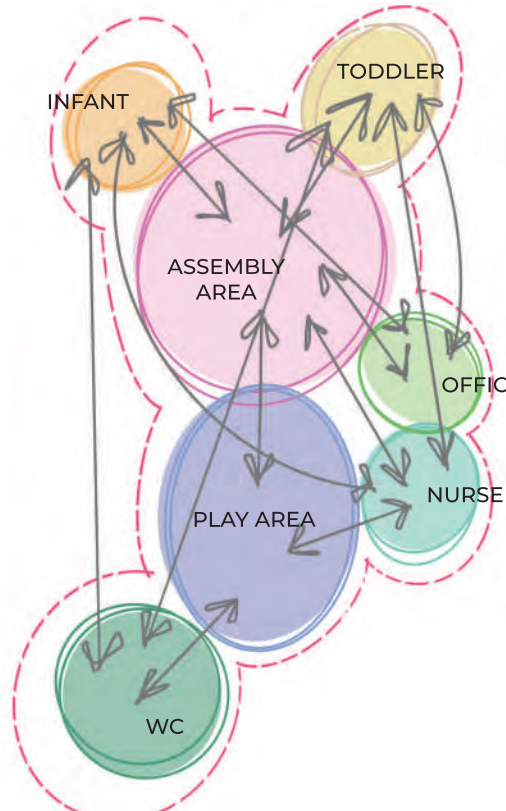 TODDLER
INFANT
ASSEMBLY
AREA
OFFIC
NURSE
PLAY AREA
WC